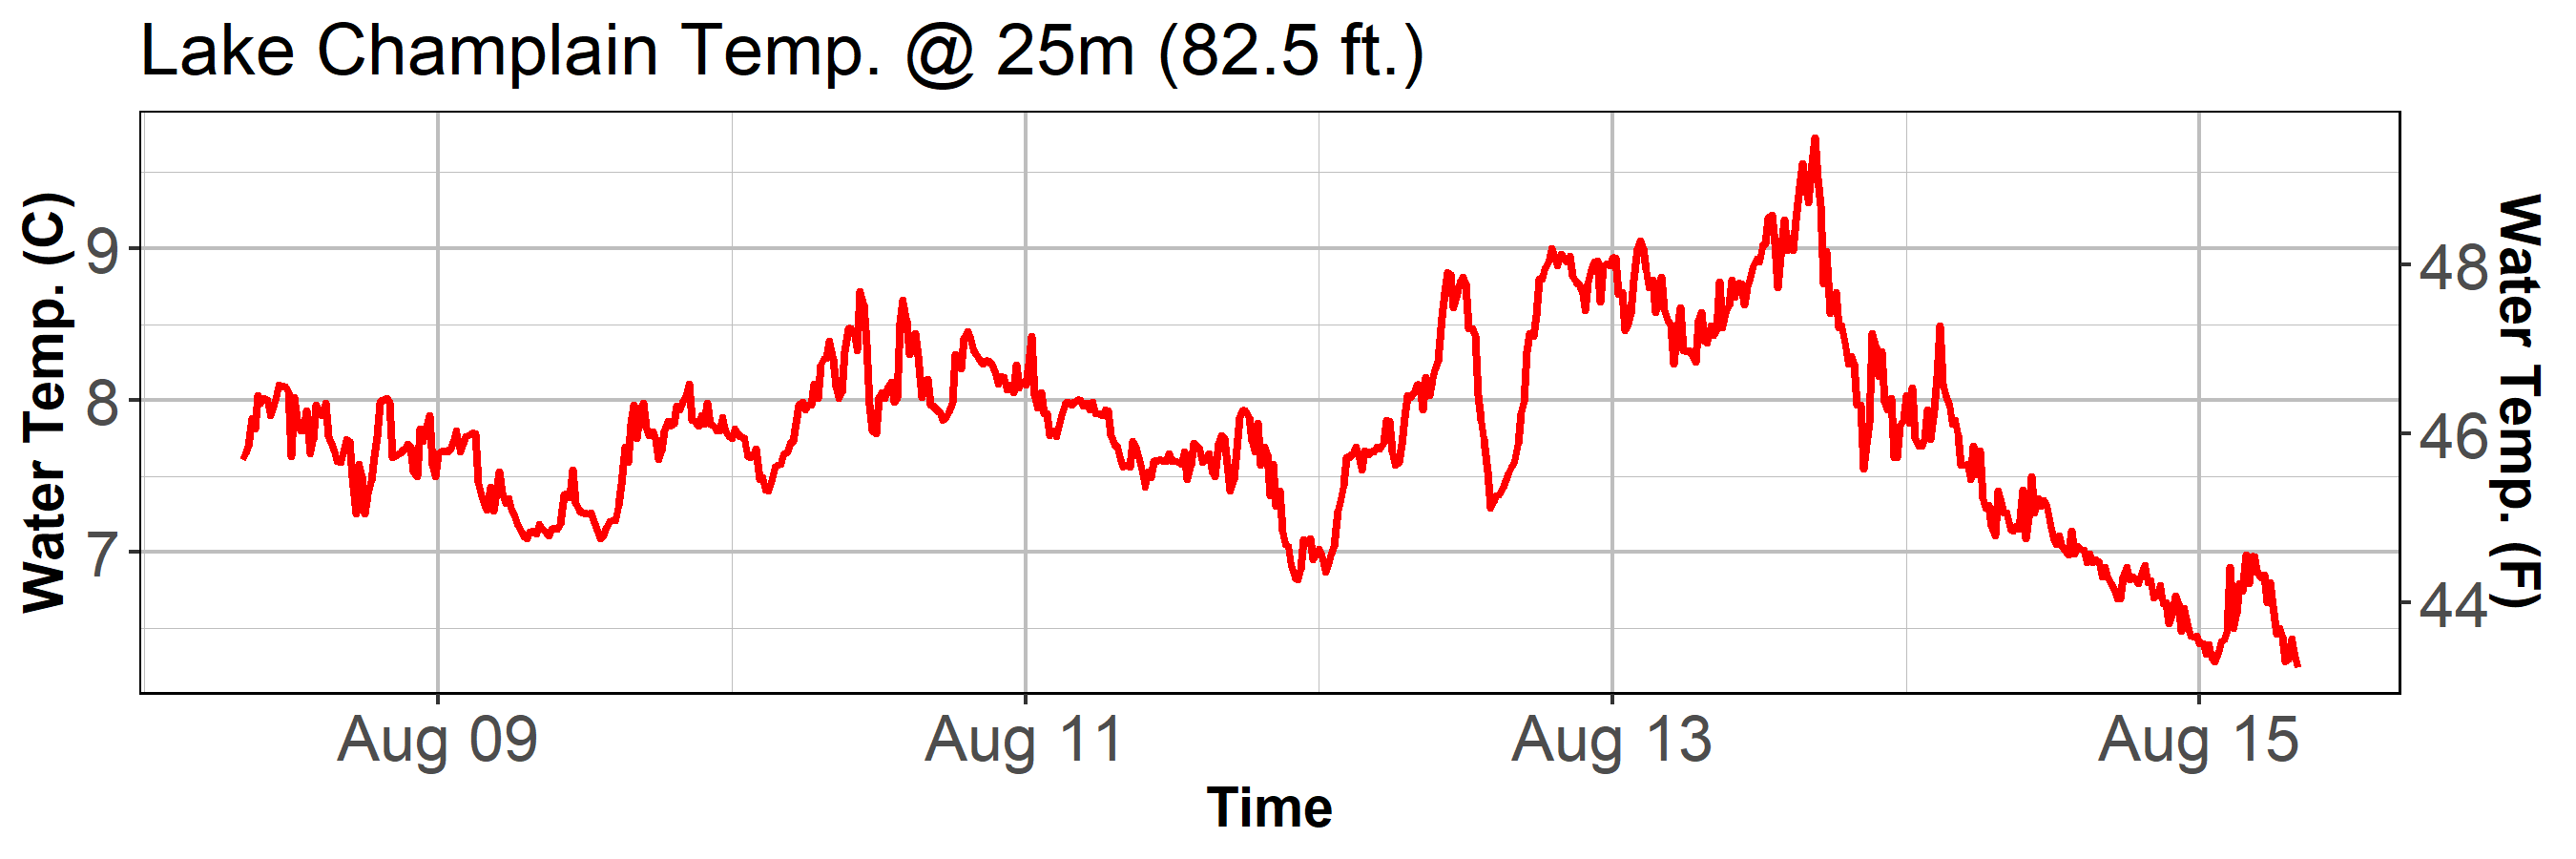 Lake Champlain Temp. @ 25m (82.5 ft.)
Water Temp. (C)
9
8
7
48
46
44
Water Temp. (F)
Aug 09
Aug 11
Aug 13
Aug 15
Time